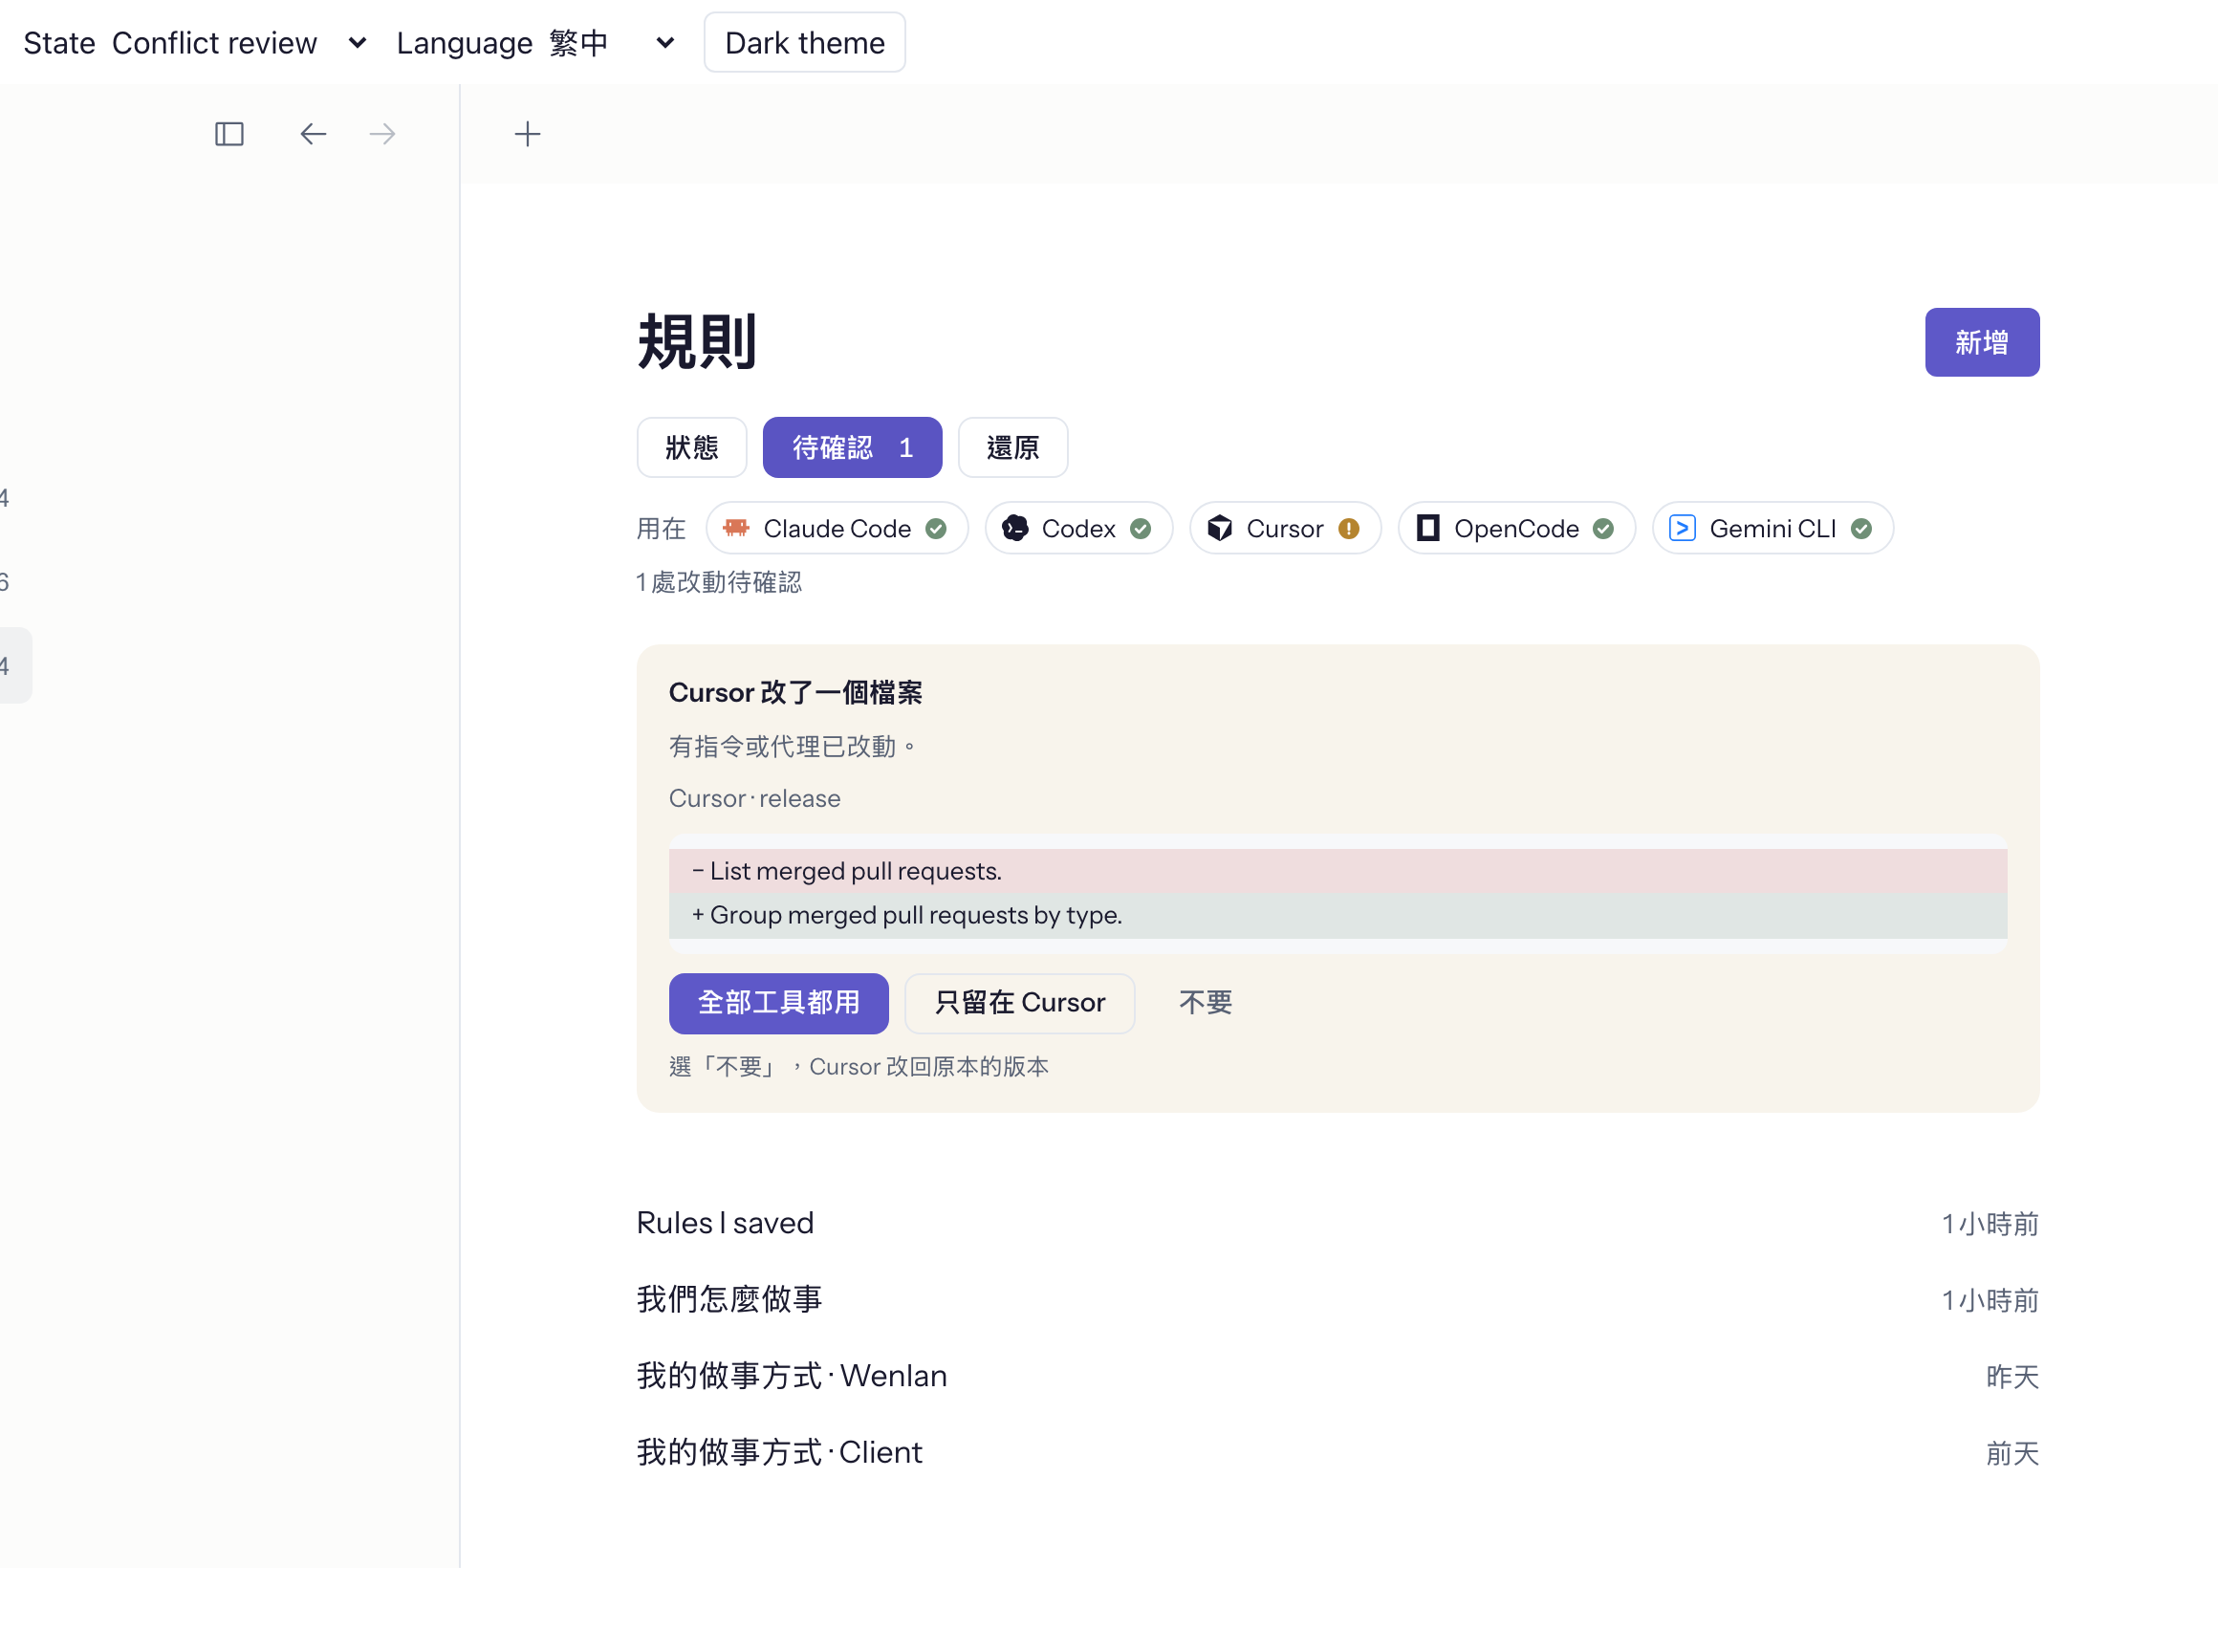 State Conflict review Language 繁中 Dark theme
規則
新增
狀態 待確認 1 還原
用在 Claude Code Codex Cursor OpenCode Gemini CLI
1 處改動待確認
4
6
4
Cursor 改了一個檔案
有指令或代理已改動。
Cursor · release
− List merged pull requests.
+ Group merged pull requests by type.
全部工具都用 只留在 Cursor 不要
選「不要」，Cursor 改回原本的版本
Rules I saved 1 小時前
我們怎麼做事 1 小時前
我的做事方式 · Wenlan 昨天
我的做事方式 · Client 前天